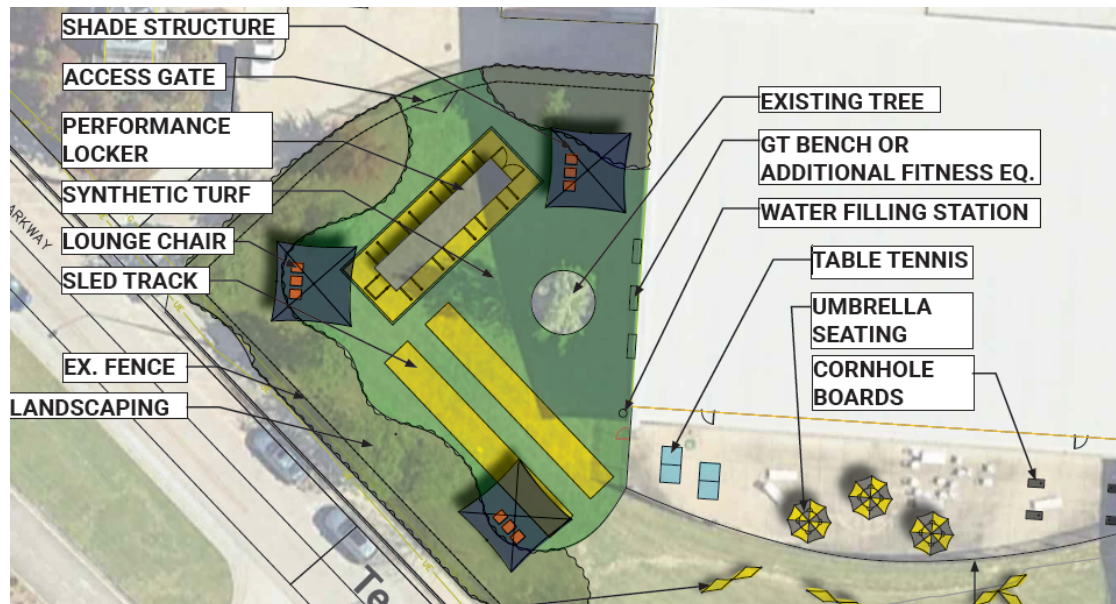 SHADE STRUCTURE
ACCESS GATE
PERFORMANCE
LOCKER
SYNTHETIC TURF
LOUNGE CHAIR
SLED TRACK
EX. FENCE
LANDSCAPING
ARKWAY
EXISTING TREE
GT BENCH OR
ADDITIONAL FITNESS EQ.
WATER FILLING STATION
TABLE TENNIS
UMBRELLA
SEATING
CORNHOLE
BOARDS
Te